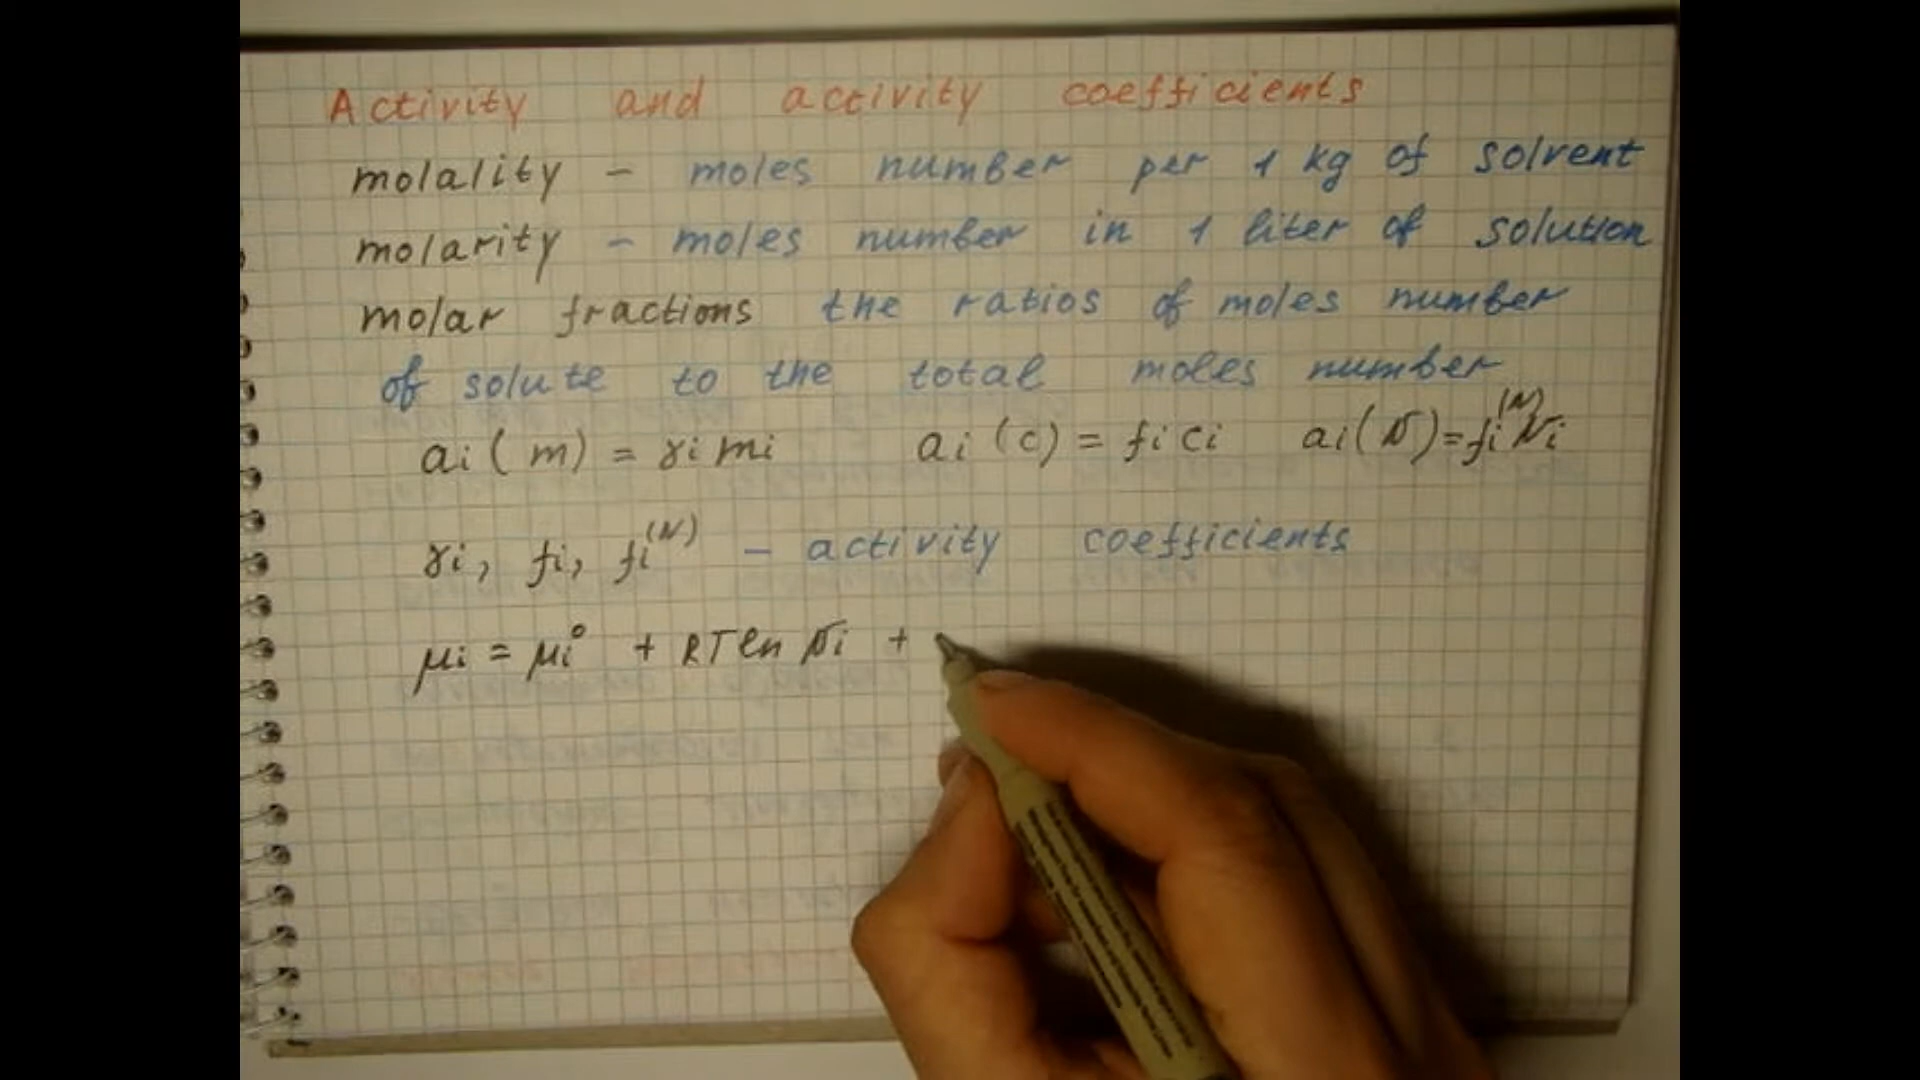 Activity and activity coefficients
molality - moles number per 1 kg of solvent
molarity - moles number in 1 liter of solution
molar fractions the ratios of moles number
of solute to the total moles number
ai (m) = γi mi ai (c) = fi ci ai (N) = fi^(N) Ni
γi, fi, fi^(N) - activity coefficients
μi = μi° + RT ln Ni +